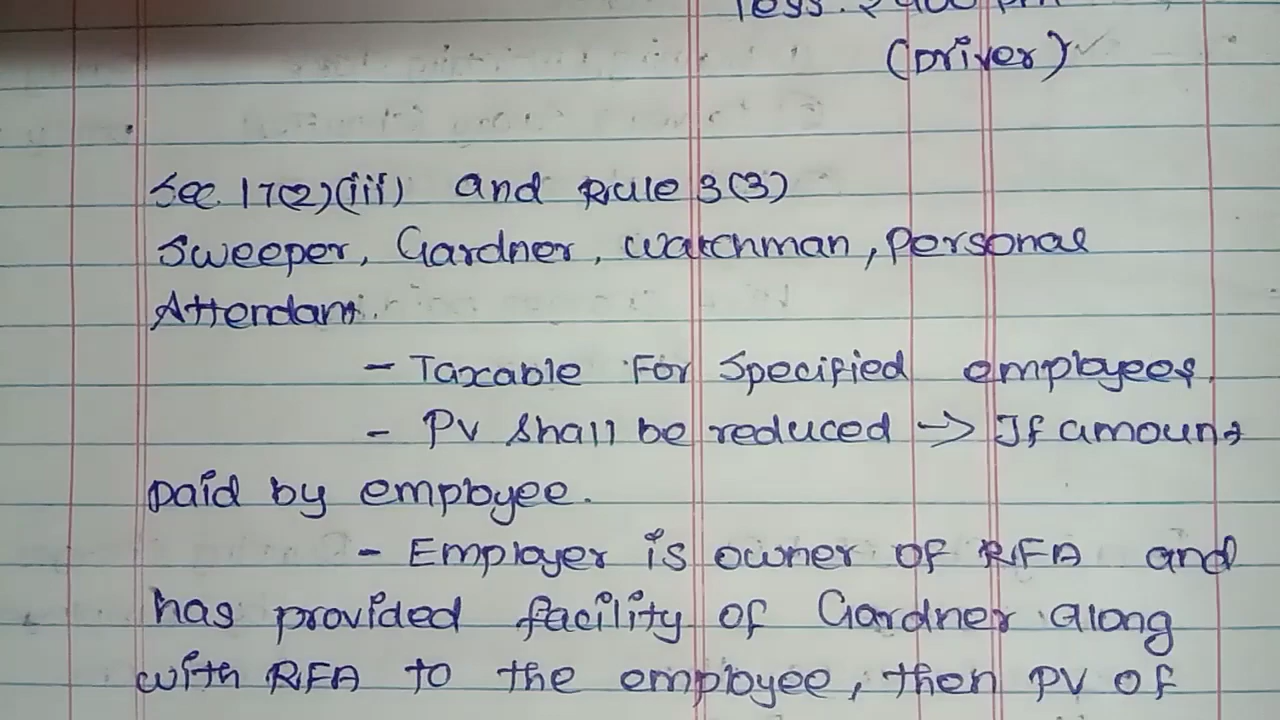 (Driver)
Sec 17(2)(iii) and Rule 3(3)
Sweeper, Gardner, Watchman, Personal
Attendant.
- Taxable For Specified employees.
- PV shall be reduced → If amount
paid by employee.
- Employer is owner of RFA and
has provided facility of Gardner along
with RFA to the employee, then PV of